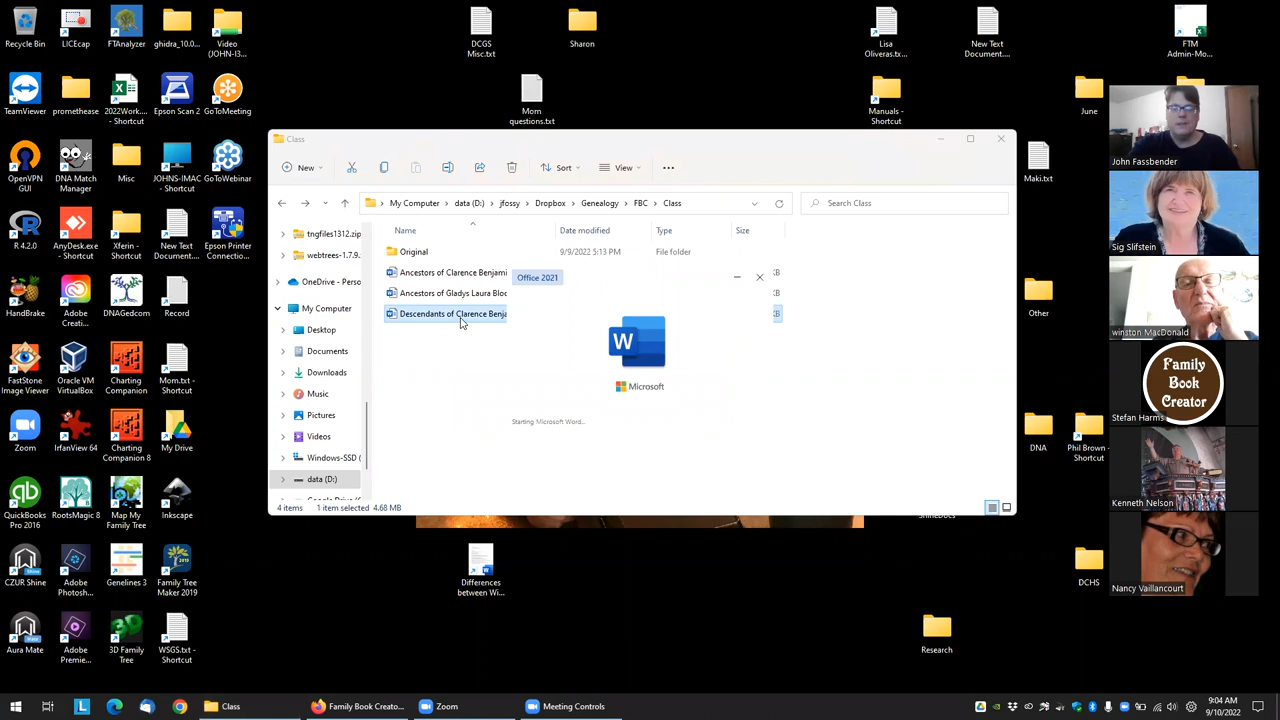 Recycle Bin
LICEcap
FTAnalyzer
ghidra_10.0...
Video
(JOHN-I3...
DCGS
Misc.txt
Sharon
Lisa
Oliveras.tx...
New Text
Document....
FTM
Admin-Mo...
TeamViewer
promethease
2022Work...
- Shortcut
Epson Scan 2
GoToMeeting
Mom
questions.txt
Manuals -
Shortcut
June
OpenVPN
GUI
DNA Match
Manager
Misc
JOHNS-IMAC
- Shortcut
GoToWebinar
Maki.txt
R 4.2.0
AnyDesk.exe
- Shortcut
Xferin -
Shortcut
New Text
Document....
Epson Printer
Connectio...
HandBrake
Adobe
Creati...
DNAGedcom
Record
Other
FastStone
Image Viewer
Oracle VM
VirtualBox
Charting
Companion
Mom.txt -
Shortcut
Zoom
IrfanView 64
Charting
Companion 8
My Drive
DNA
Phil Brown -
Shortcut
QuickBooks
Pro 2016
RootsMagic 8
Map My
Family Tree
Inkscape
CZUR Shine
Adobe
Photosh...
Genelines 3
Family Tree
Maker 2019
Differences
between Wi...
DCHS
Aura Mate
Adobe
Premie...
3D Family
Tree
WSGS.txt -
Shortcut
Research
Class
New
Sort
View
My Computer
data (D:)
jfossy
Dropbox
Genealogy
FBC
Class
Search Class
Name
Date modified
Type
Size
tngfiles1312.zip
webtrees-1.7.9.
OneDrive - Perso
My Computer
Desktop
Documents
Downloads
Music
Pictures
Videos
Windows-SSD (
data (D:)
Original
9/9/2022 5:13 PM
File folder
Ancestors of Clarence Benjami
KB
Ancestors of Gladys Laura Bloc
KB
Descendants of Clarence Benja
KB
Office 2021
W
Microsoft
Starting Microsoft Word...
4 items
1 item selected 4.68 MB
John Fassbender
Sig Slifstein
winston MacDonald
Family
Book
Creator
Stefan Harms
Kenneth Nelson
Nancy Vaillancourt
Class
Family Book Creato...
Zoom
Meeting Controls
9:04 AM
9/10/2022